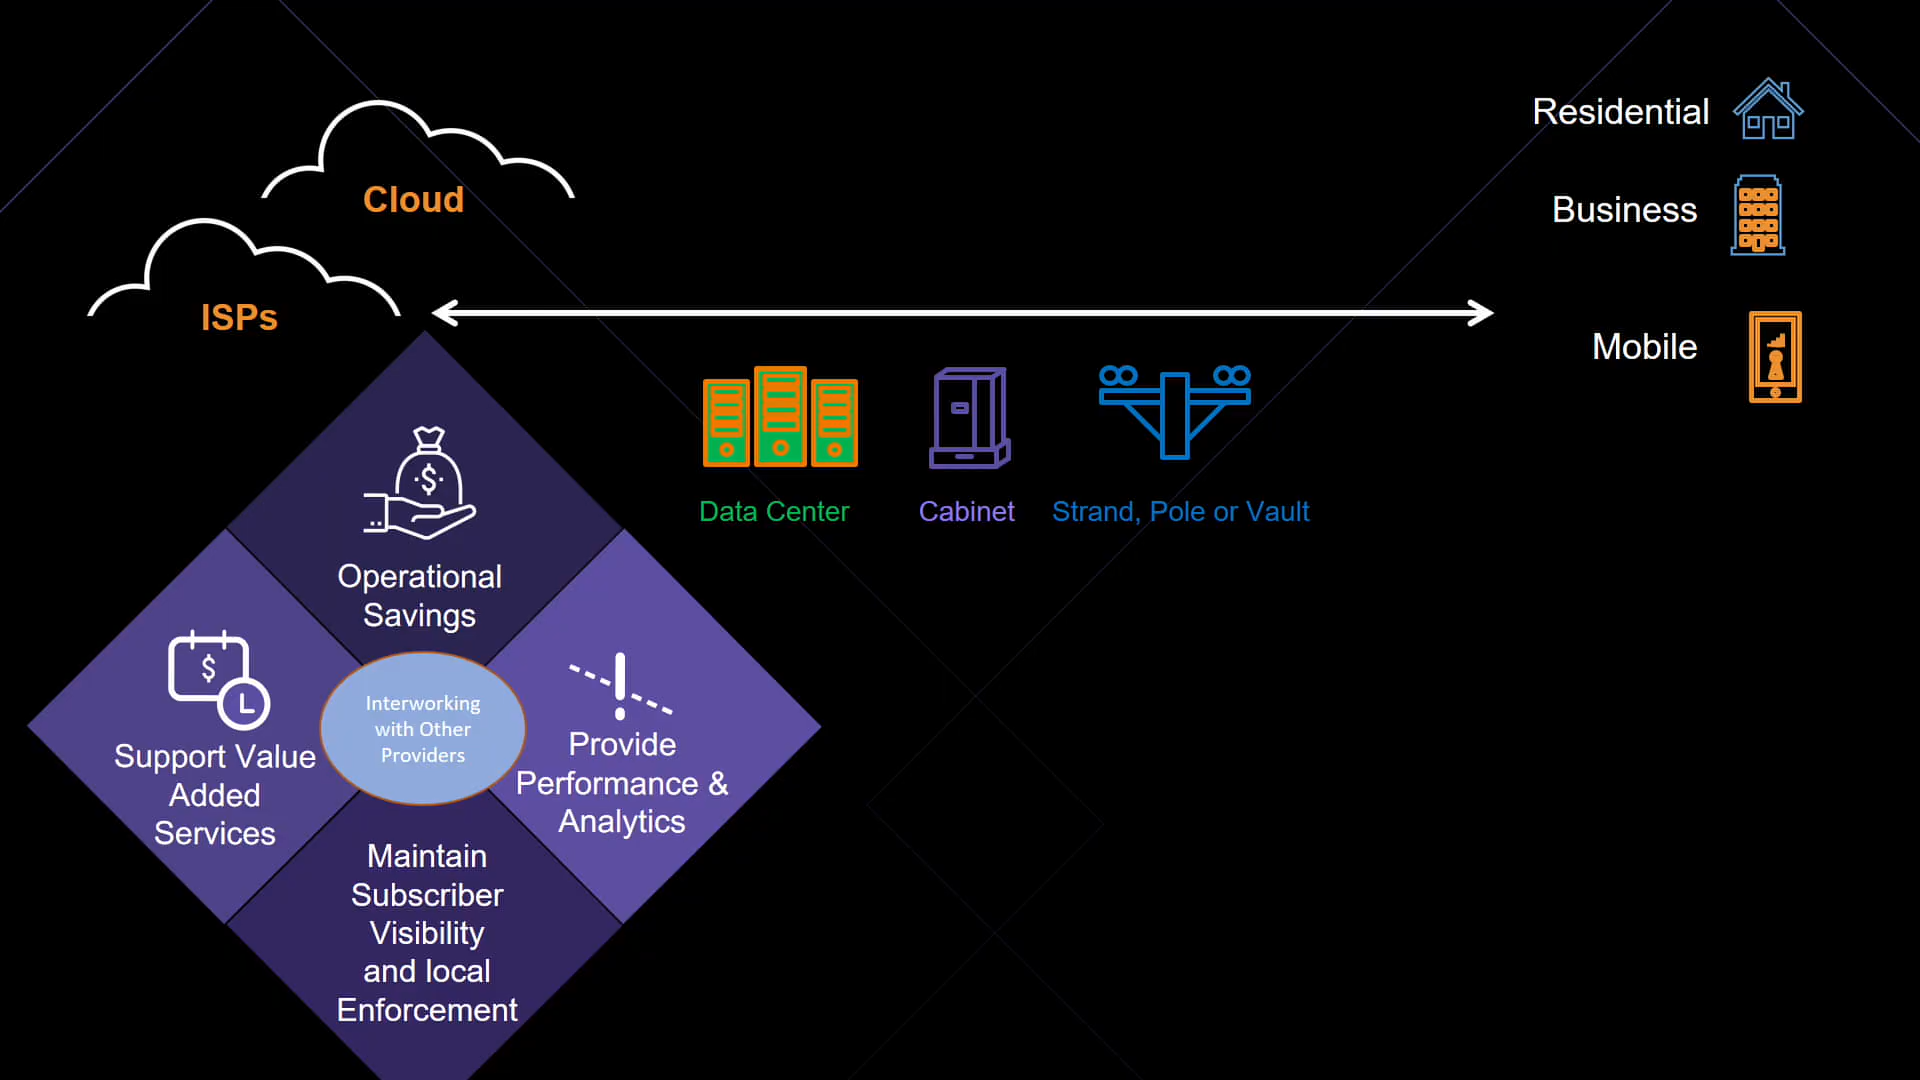 Cloud
ISPs
Residential
Business
Mobile
Data Center
Cabinet
Strand, Pole or Vault
$
Operational
Savings
$
Support Value
Added
Services
Interworking
with Other
Providers
Provide
Performance &
Analytics
Maintain
Subscriber
Visibility
and local
Enforcement